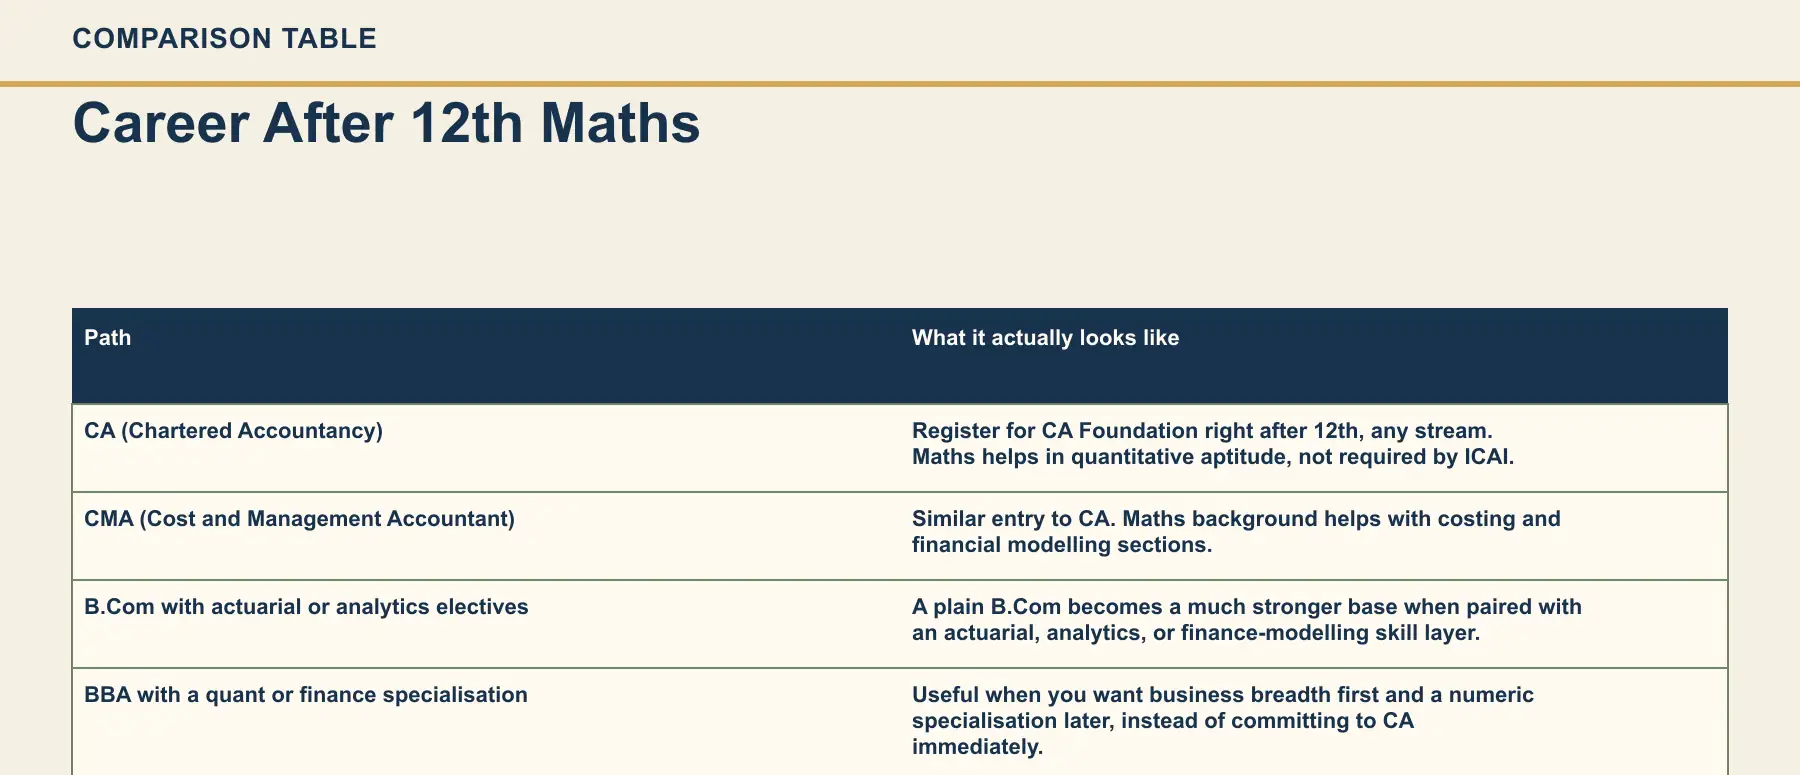 COMPARISON TABLE
Career After 12th Maths
Path
What it actually looks like
CA (Chartered Accountancy)
Register for CA Foundation right after 12th, any stream.
Maths helps in quantitative aptitude, not required by ICAI.
CMA (Cost and Management Accountant)
Similar entry to CA. Maths background helps with costing and
financial modelling sections.
B.Com with actuarial or analytics electives
A plain B.Com becomes a much stronger base when paired with
an actuarial, analytics, or finance-modelling skill layer.
BBA with a quant or finance specialisation
Useful when you want business breadth first and a numeric
specialisation later, instead of committing to CA
immediately.